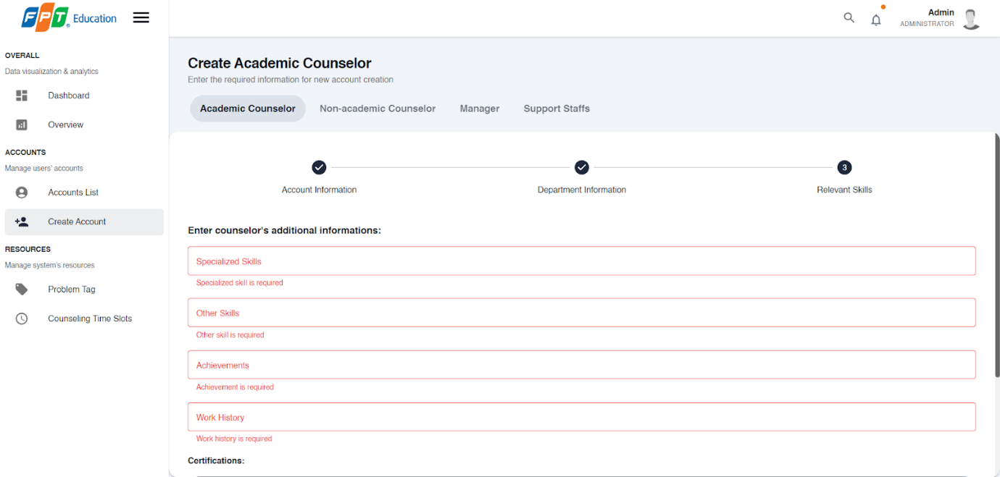 FPT Education
Admin
ADMINISTRATOR
OVERALL
Data visualization & analytics
Dashboard
Overview
ACCOUNTS
Manage users' accounts
Accounts List
Create Account
RESOURCES
Manage system's resources
Problem Tag
Counseling Time Slots
Create Academic Counselor
Enter the required information for new account creation
Academic Counselor Non-academic Counselor Manager Support Staffs
3
Account Information Department Information Relevant Skills
Enter counselor's additional informations:
Specialized Skills
Specialized skill is required
Other Skills
Other skill is required
Achievements
Achievement is required
Work History
Work history is required
Certifications: